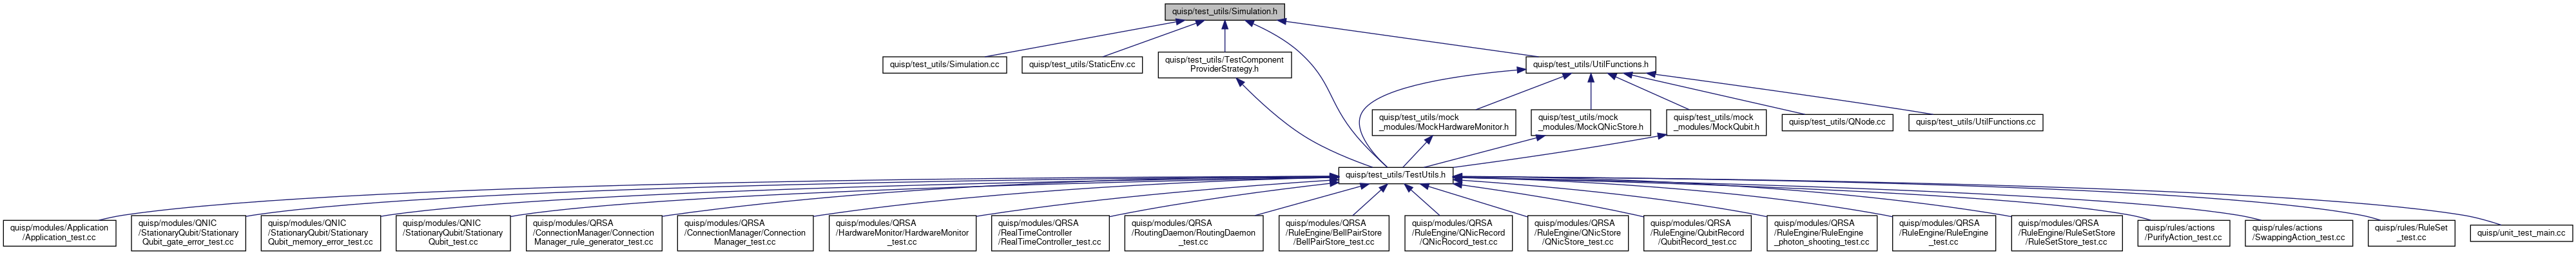 quisp/test_utils/Simulation.h
quisp/test_utils/Simulation.cc
quisp/test_utils/StaticEnv.cc
quisp/test_utils/TestComponent
ProviderStrategy.h
quisp/test_utils/UtilFunctions.h
quisp/test_utils/mock
_modules/MockHardwareMonitor.h
quisp/test_utils/mock
_modules/MockQNicStore.h
quisp/test_utils/mock
_modules/MockQubit.h
quisp/test_utils/QNode.cc
quisp/test_utils/UtilFunctions.cc
quisp/test_utils/TestUtils.h
quisp/modules/Application
/Application_test.cc
quisp/modules/QNIC
/StationaryQubit/Stationary
Qubit_gate_error_test.cc
quisp/modules/QNIC
/StationaryQubit/Stationary
Qubit_memory_error_test.cc
quisp/modules/QNIC
/StationaryQubit/Stationary
Qubit_test.cc
quisp/modules/QRSA
/ConnectionManager/Connection
Manager_rule_generator_test.cc
quisp/modules/QRSA
/ConnectionManager/Connection
Manager_test.cc
quisp/modules/QRSA
/HardwareMonitor/HardwareMonitor
_test.cc
quisp/modules/QRSA
/RealTimeController
/RealTimeController_test.cc
quisp/modules/QRSA
/RoutingDaemon/RoutingDaemon
_test.cc
quisp/modules/QRSA
/RuleEngine/BellPairStore
/BellPairStore_test.cc
quisp/modules/QRSA
/RuleEngine/QNicRecord
/QNicRocord_test.cc
quisp/modules/QRSA
/RuleEngine/QNicStore
/QNicStore_test.cc
quisp/modules/QRSA
/RuleEngine/QubitRecord
/QubitRecord_test.cc
quisp/modules/QRSA
/RuleEngine/RuleEngine
_photon_shooting_test.cc
quisp/modules/QRSA
/RuleEngine/RuleEngine
_test.cc
quisp/modules/QRSA
/RuleEngine/RuleSetStore
/RuleSetStore_test.cc
quisp/rules/actions
/PurifyAction_test.cc
quisp/rules/actions
/SwappingAction_test.cc
quisp/rules/RuleSet
_test.cc
quisp/unit_test_main.cc